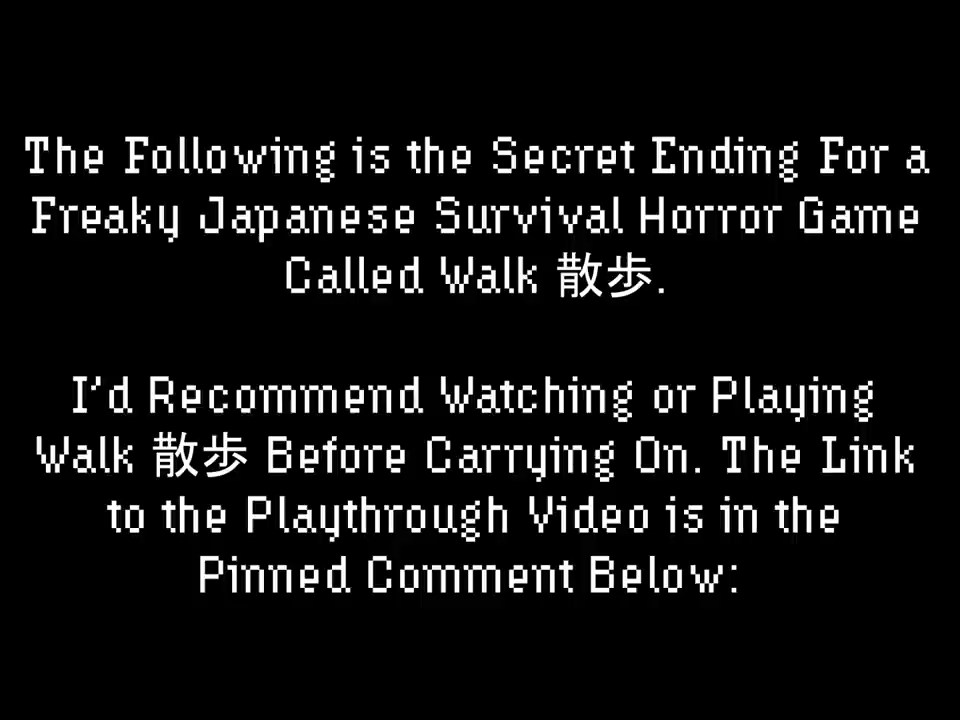 The Following is the Secret Ending For a
Freaky Japanese Survival Horror Game
Called Walk 散歩.
I'd Recommend Watching or Playing
Walk 散歩 Before Carrying On. The Link
to the Playthrough Video is in the
Pinned Comment Below: